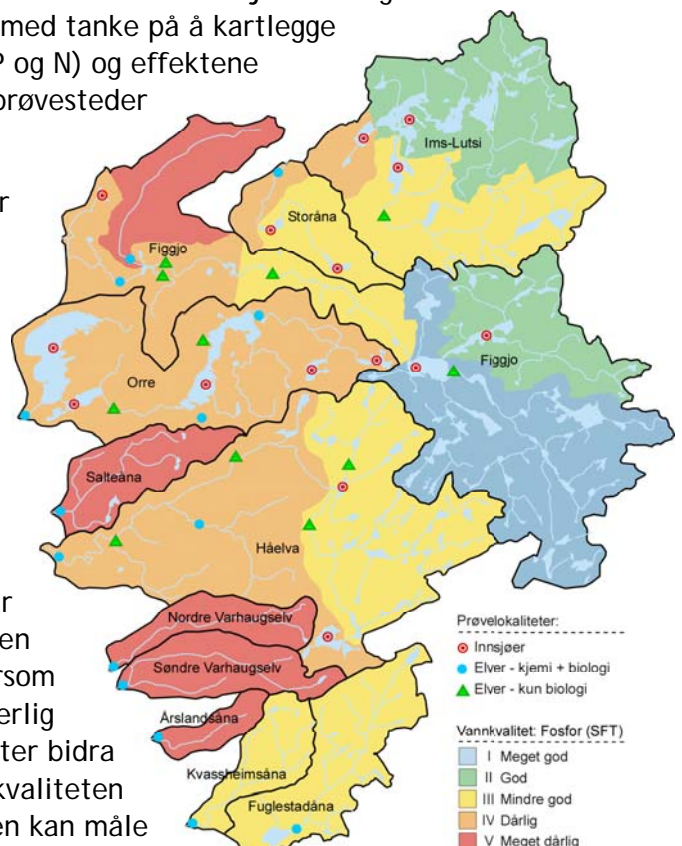 med tanke på å kartlegge
P og N) og effektene
prøvesteder
r
Ims-Lutsi
Storåna
Figgjo
Figgjo
Orre
Salteåna
Håelva
Nordre Varhaugselv
Søndre Varhaugselv
Årslandsåna
Kvassheimsåna
Fuglestadåna
r
en
rsom
erlig
ter bidra
kvaliteten
en kan måle
Prøvelokaliteter:
Innsjøer
Elver - kjemi + biologi
Elver - kun biologi
Vannkvalitet: Fosfor (SFT)
I Meget god
II God
III Mindre god
IV Dårlig
V Meget dårlig